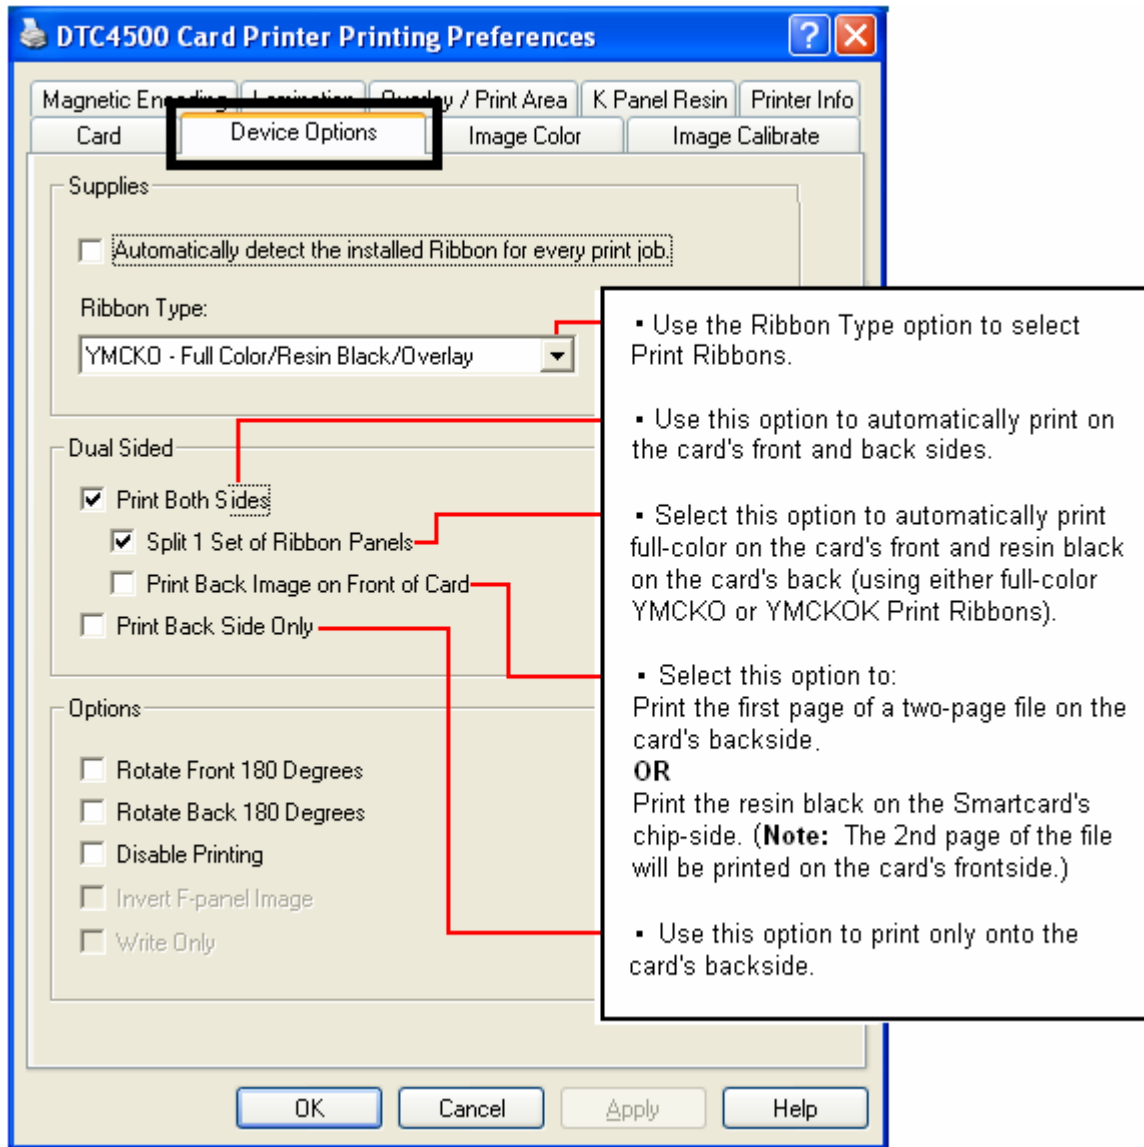 DTC4500 Card Printer Printing Preferences
Magnetic Encoding Lamination Overlay / Print Area K Panel Resin Printer Info
Card Device Options Image Color Image Calibrate
Supplies
Automatically detect the installed Ribbon for every print job.
Ribbon Type:
YMCKO - Full Color/Resin Black/Overlay
Dual Sided
Print Both Sides
Split 1 Set of Ribbon Panels
Print Back Image on Front of Card
Print Back Side Only
Options
Rotate Front 180 Degrees
Rotate Back 180 Degrees
Disable Printing
Invert F-panel Image
Write Only
▪ Use the Ribbon Type option to select
Print Ribbons.
▪ Use this option to automatically print on
the card's front and back sides.
▪ Select this option to automatically print
full-color on the card's front and resin black
on the card's back (using either full-color
YMCKO or YMCKOK Print Ribbons).
▪ Select this option to:
Print the first page of a two-page file on the
card's backside.
OR
Print the resin black on the Smartcard's
chip-side. (Note: The 2nd page of the file
will be printed on the card's frontside.)
▪ Use this option to print only onto the
card's backside.
OK Cancel Apply Help